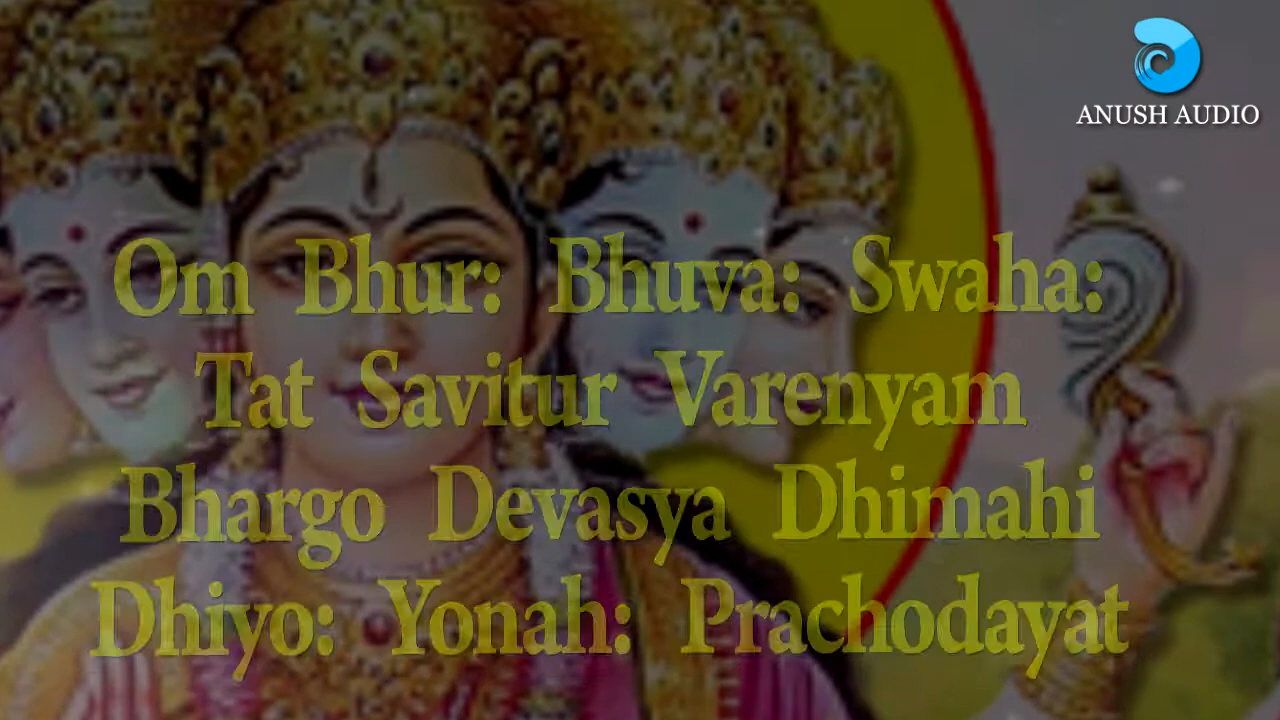 ANUSH AUDIO
Om Bhur: Bhuva: Swaha:
Tat Savitur Varenyam
Bhargo Devasya Dhimahi
Dhiyo: Yonah: Prachodayat